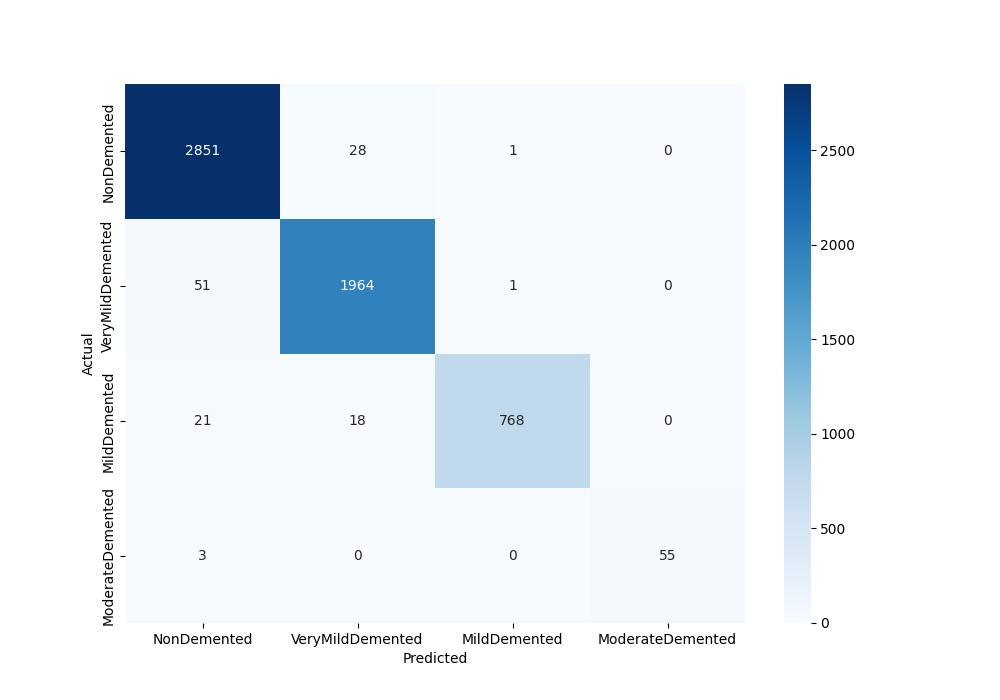 NonDemented
2851 28 1 0
VeryMildDemented
51 1964 1 0
MildDemented
21 18 768 0
ModerateDemented
3 0 0 55
Actual
NonDemented VeryMildDemented MildDemented ModerateDemented
Predicted
2500
2000
1500
1000
500
0